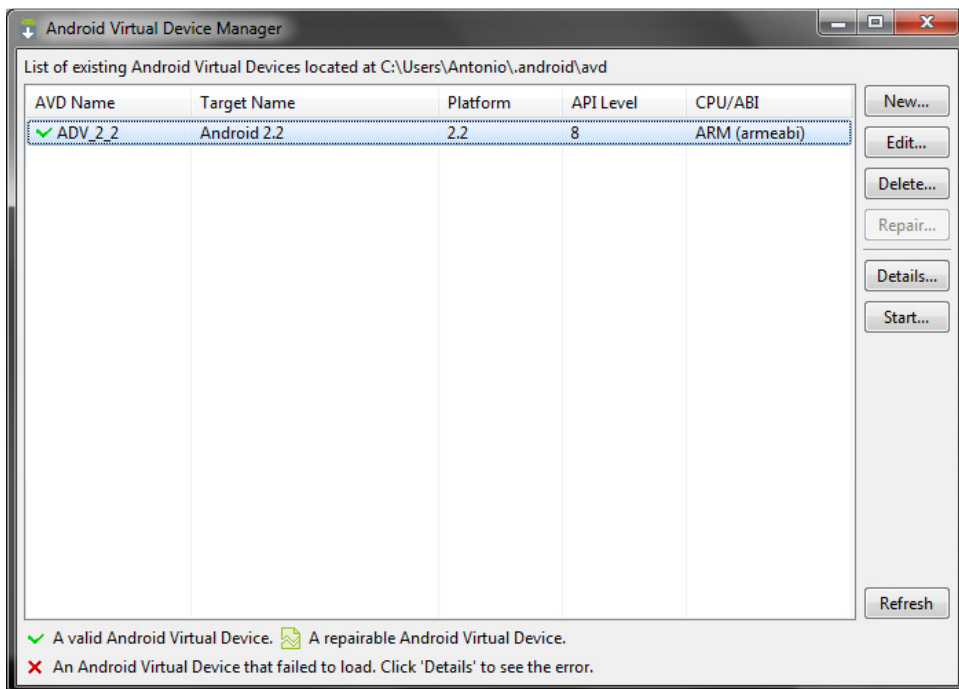 Android Virtual Device Manager
List of existing Android Virtual Devices located at C:\Users\Antonio\.android\avd
AVD Name Target Name Platform API Level CPU/ABI
ADV_2_2 Android 2.2 2.2 8 ARM (armeabi)
New...
Edit...
Delete...
Repair...
Details...
Start...
Refresh
A valid Android Virtual Device. A repairable Android Virtual Device.
An Android Virtual Device that failed to load. Click 'Details' to see the error.